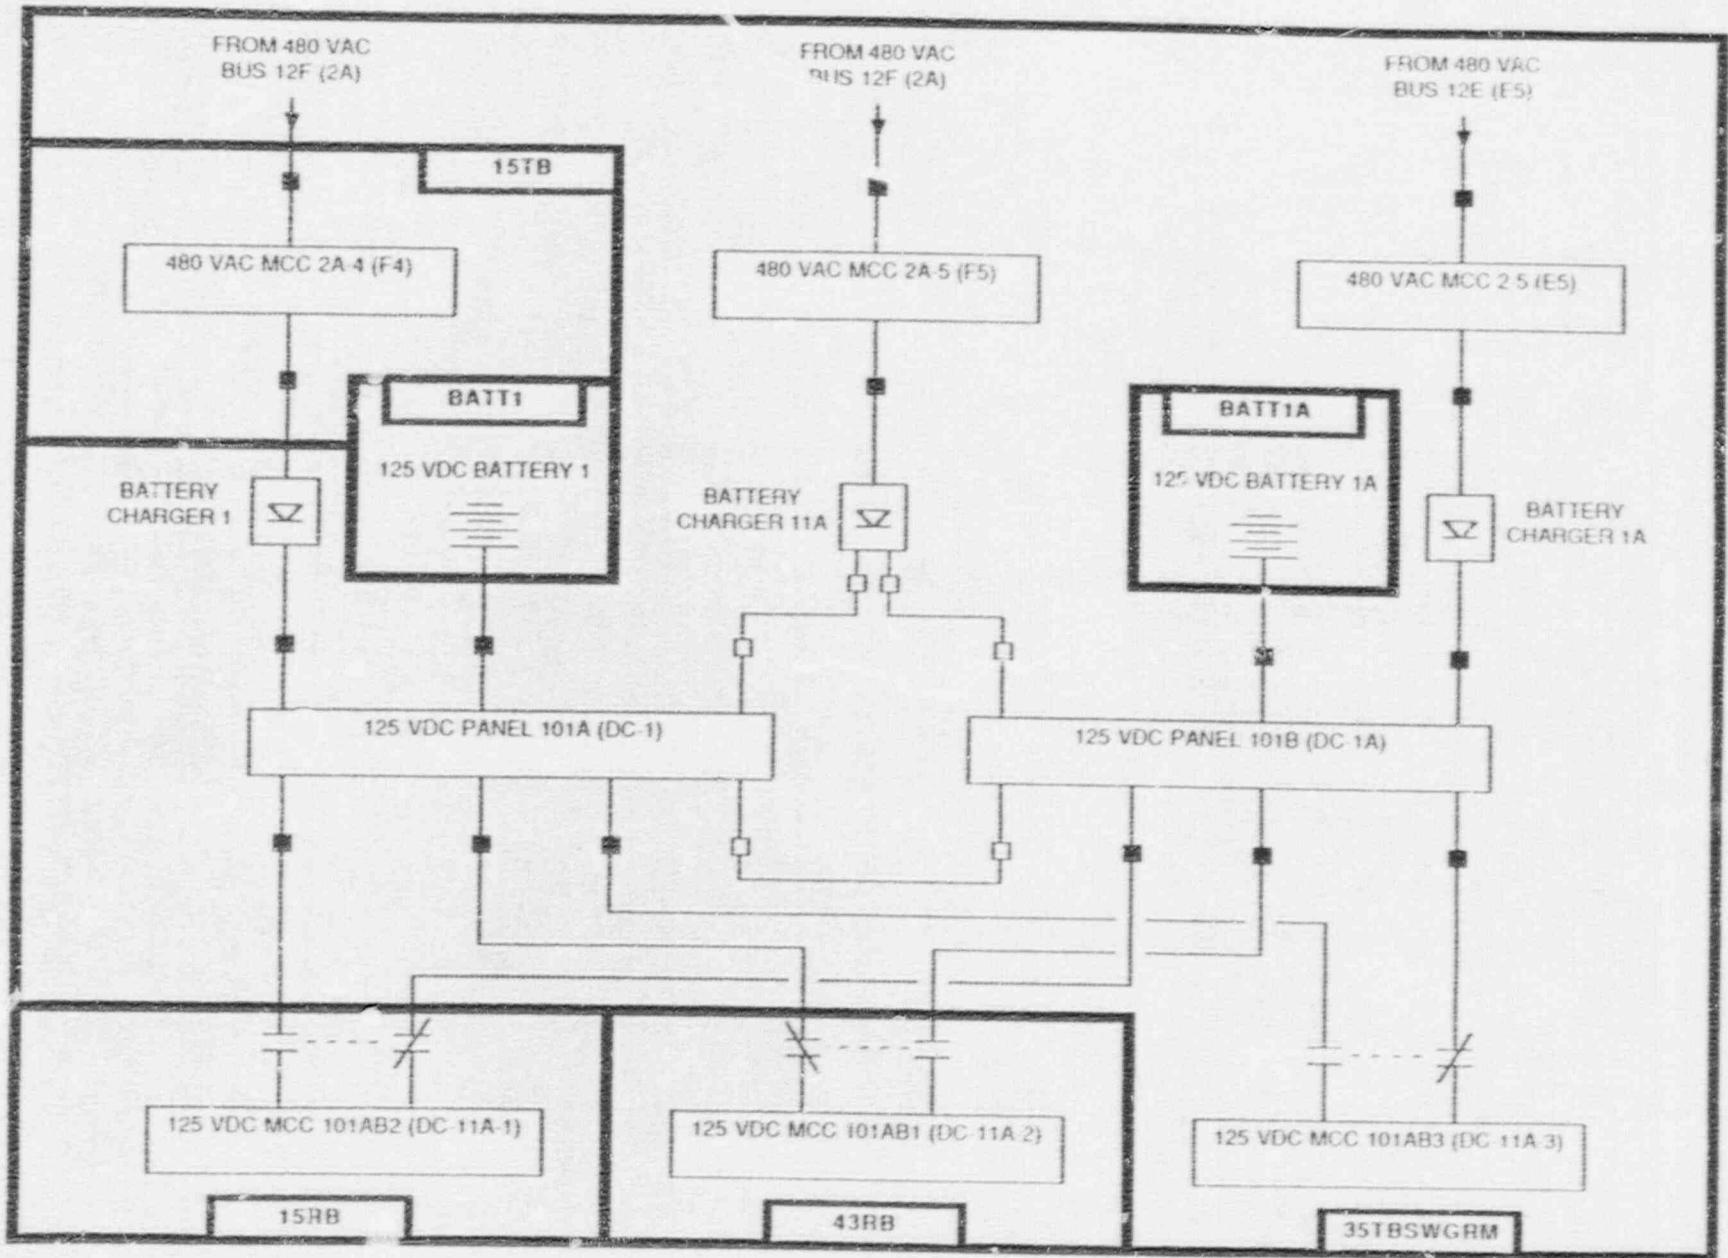 FROM 480 VAC
BUS 12F (2A)
FROM 480 VAC
BUS 12F (2A)
FROM 480 VAC
BUS 12E (E5)
15TB
480 VAC MCC 2A-4 (F4)
480 VAC MCC 2A-5 (F5)
480 VAC MCC 2-5 (E5)
BATT1
BATT1A
125 VDC BATTERY 1
125 VDC BATTERY 1A
BATTERY
CHARGER 1
BATTERY
CHARGER 11A
BATTERY
CHARGER 1A
125 VDC PANEL 101A (DC-1)
125 VDC PANEL 101B (DC-1A)
125 VDC MCC 101AB2 (DC-11A-1)
125 VDC MCC 101AB1 (DC-11A-2)
125 VDC MCC 101AB3 (DC-11A-3)
15RB
43RB
35TBSWGRM